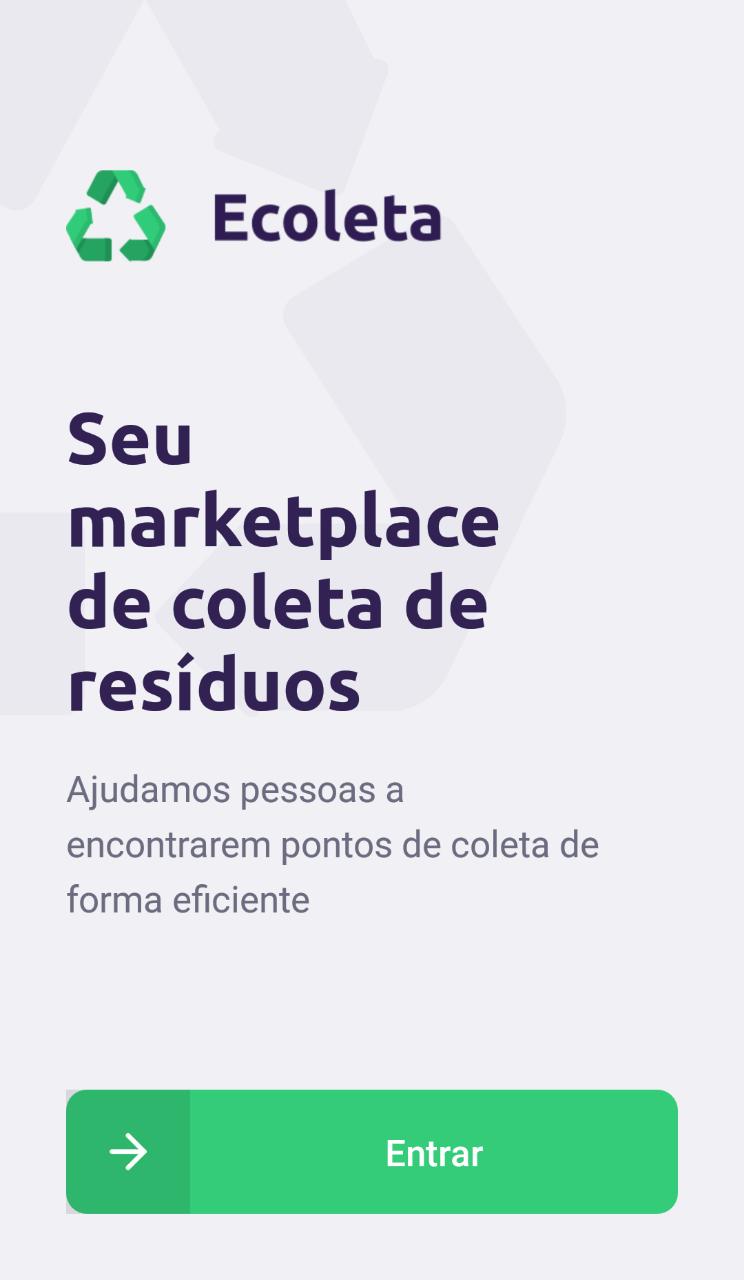 Ecoleta
Seu
marketplace
de coleta de
resíduos
Ajudamos pessoas a
encontrarem pontos de coleta de
forma eficiente
Entrar